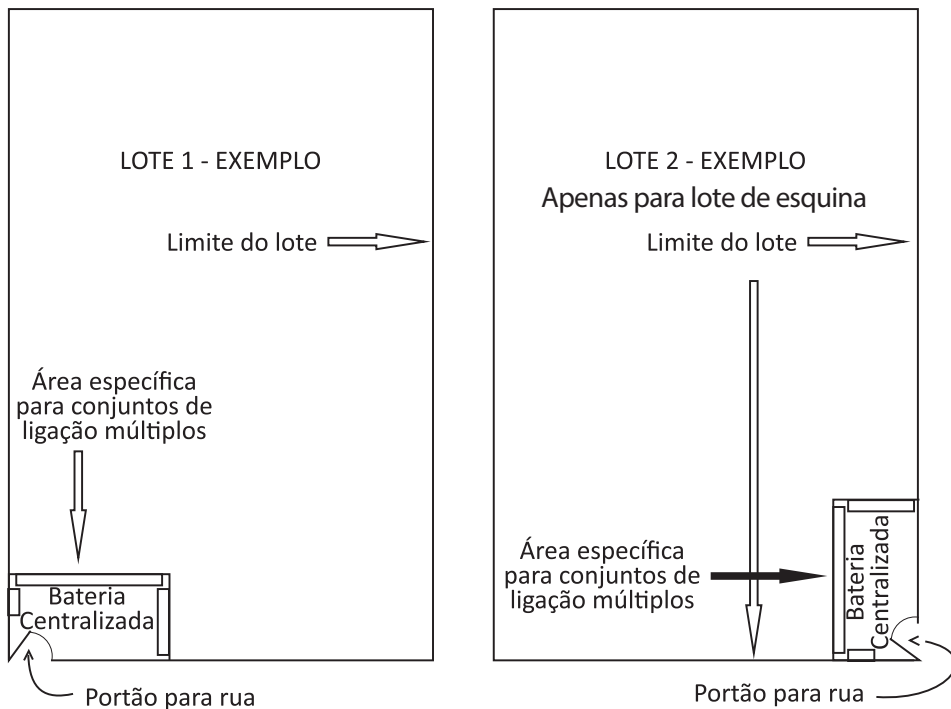 LOTE 1 - EXEMPLO
Limite do lote
Área específica
para conjuntos de
ligação múltiplos
Bateria
Centralizada
Portão para rua
LOTE 2 - EXEMPLO
Apenas para lote de esquina
Limite do lote
Área específica
para conjuntos de
ligação múltiplos
Bateria
Centralizada
Portão para rua